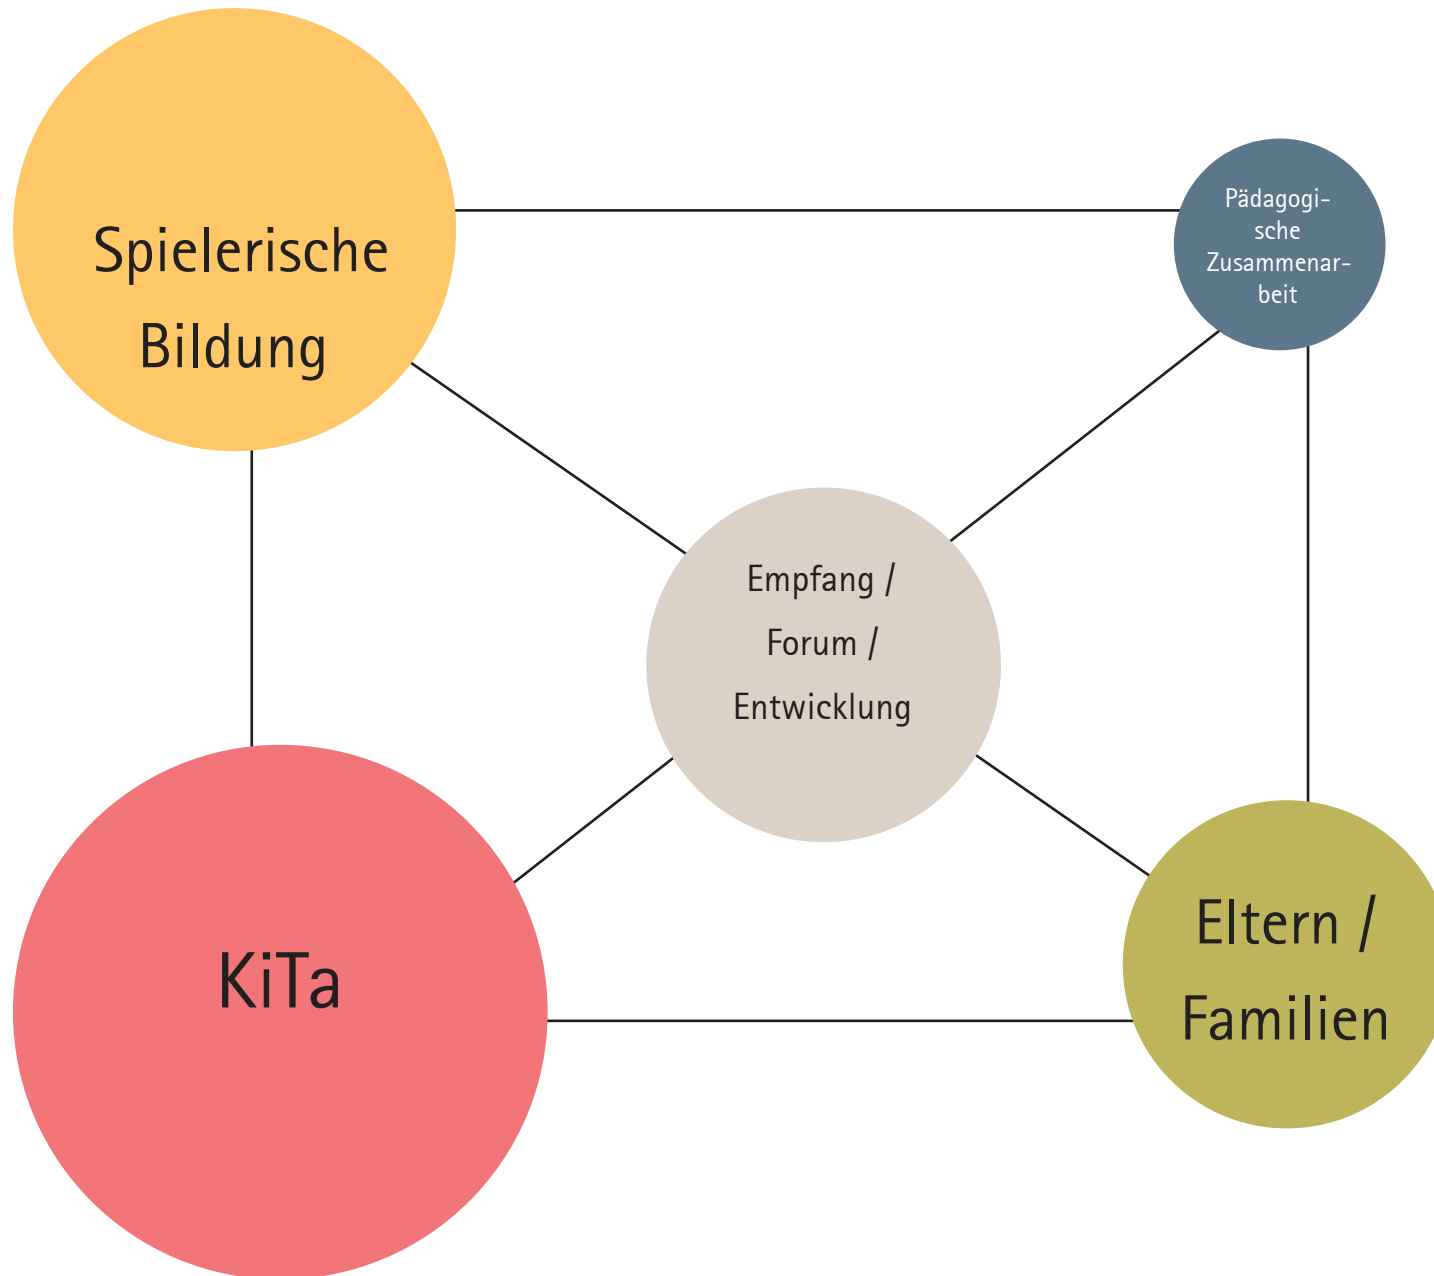 Spielerische
Bildung
Pädagogi-
sche
Zusammenar-
beit
Empfang /
Forum /
Entwicklung
KiTa
Eltern /
Familien